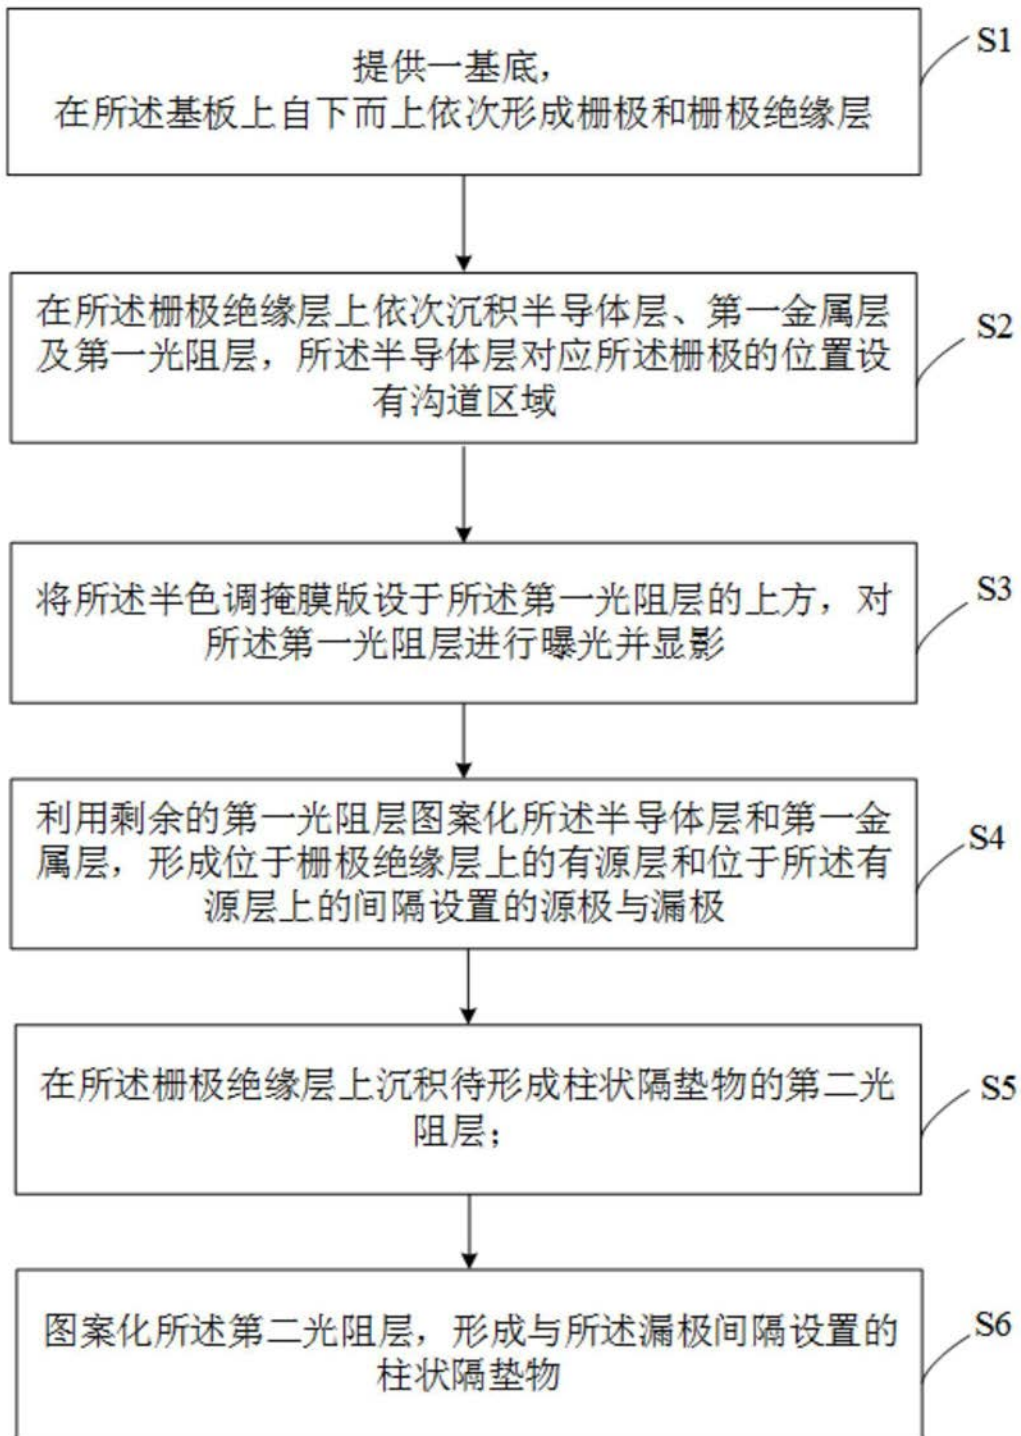 提供一基底，
在所述基板上自下而上依次形成栅极和栅极绝缘层
S1
在所述栅极绝缘层上依次沉积半导体层、第一金属层
及第一光阻层，所述半导体层对应所述栅极的位置设
有沟道区域
S2
将所述半色调掩膜版设于所述第一光阻层的上方，对
所述第一光阻层进行曝光并显影
S3
利用剩余的第一光阻层图案化所述半导体层和第一金
属层，形成位于栅极绝缘层上的有源层和位于所述有
源层上的间隔设置的源极与漏极
S4
在所述栅极绝缘层上沉积待形成柱状隔垫物的第二光
阻层；
S5
图案化所述第二光阻层，形成与所述漏极间隔设置的
柱状隔垫物
S6